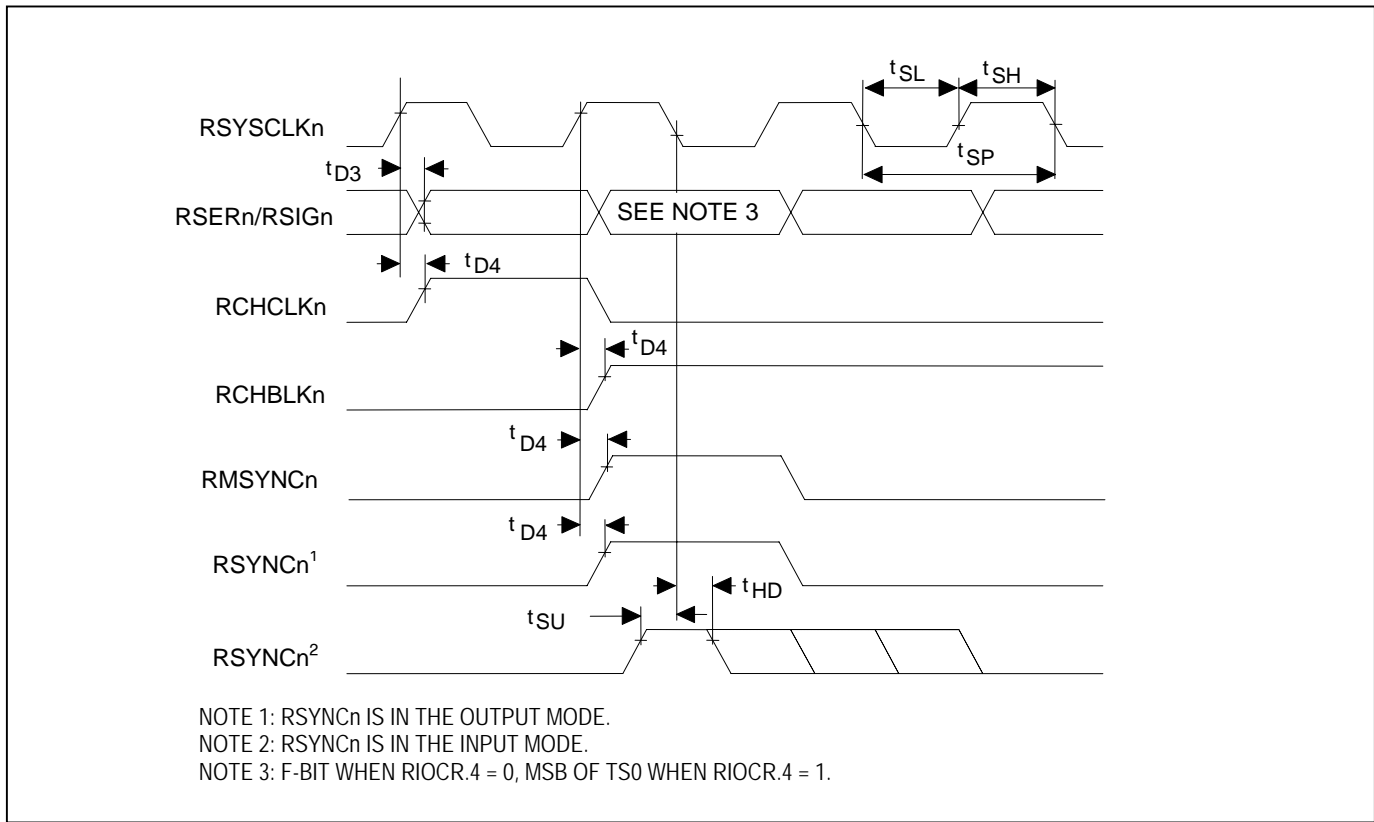 tSL
tSH
RSYSCLKn
tSP
tD3
RSERn/RSIGn
SEE NOTE 3
tD4
RCHCLKn
tD4
RCHBLKn
tD4
RMSYNCn
tD4
RSYNCn1
tHD
tSU
RSYNCn2
NOTE 1: RSYNCn IS IN THE OUTPUT MODE.
NOTE 2: RSYNCn IS IN THE INPUT MODE.
NOTE 3: F-BIT WHEN RIOCR.4 = 0, MSB OF TS0 WHEN RIOCR.4 = 1.